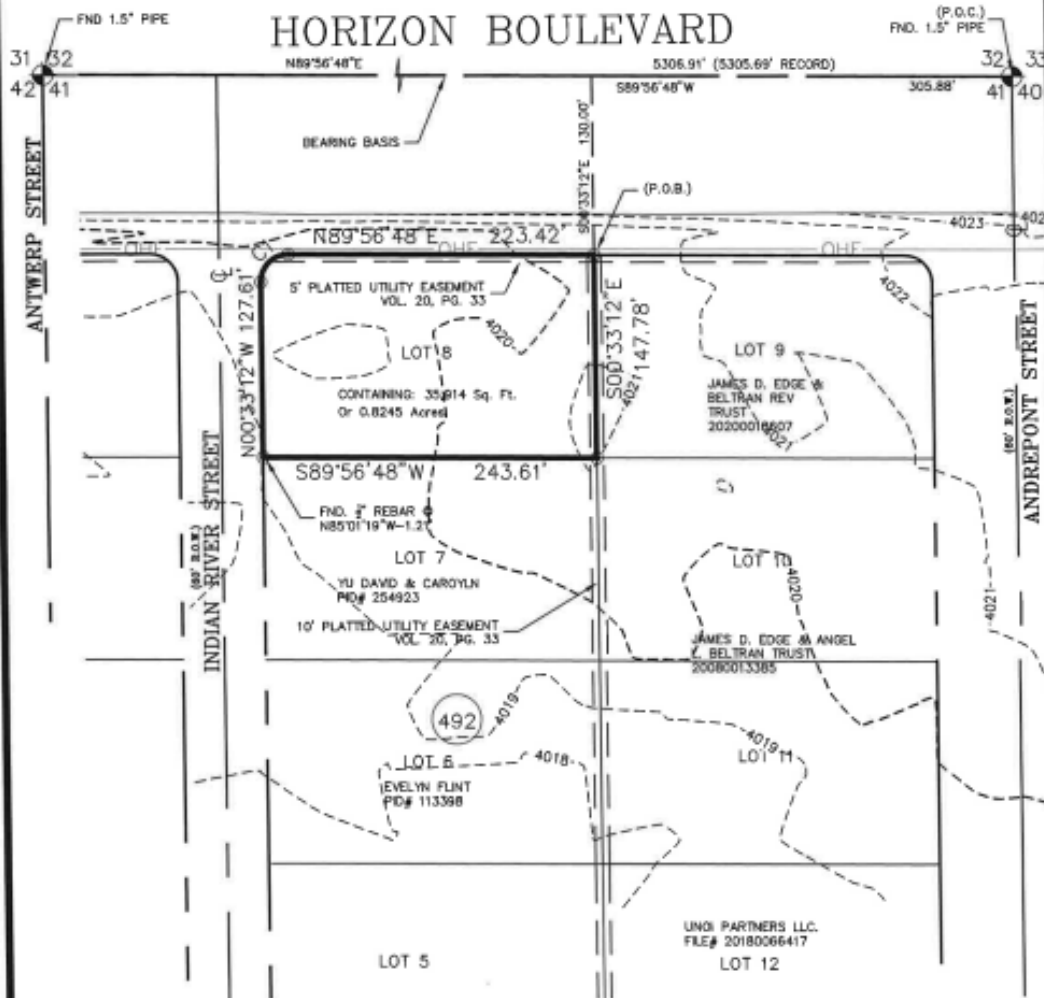 HORIZON BOULEVARD
FND 1.5" PIPE
(P.O.C.)
FND. 1.5" PIPE
31 32
42 41
32 33
41 40
N89°56'48"E
5306.91' (5305.69' RECORD)
S89°56'48"W
305.88'
BEARING BASIS
S00°33'12"E 130.00'
(P.O.B.)
ANTWERP STREET
4023
OHE
N89°56'48"E 223.42'
OHE
C1
OHE
5' PLATTED UTILITY EASEMENT
VOL. 20, PG. 33
4022
N00°33'12"W 127.61'
S00°33'12"E
147.78'
4020
LOT 8
LOT 9
CONTAINING: 35,914 Sq. Ft.
Or 0.8245 Acres
4021
JAMES D. EDGE &
BELTRAN REV
TRUST
4021
ANDREPONT STREET
(60' R.O.W.)
S89°56'48"W 243.61'
FND. REBAR
N85°01'19"W-1.2'
INDIAN RIVER STREET
(60' R.O.W.)
LOT 7
YU DAVID & CAROYLN
PID# 254923
LOT 10
4020
4021
10' PLATTED UTILITY EASEMENT
VOL. 20, PG. 33
JAMES D. EDGE & ANGEL
L. BELTRAN TRUST
20080013385
492
4019
4019
LOT 6
4018
LOT 11
EVELYN FLINT
PID# 113398
UNOI PARTNERS LLC.
FILE# 20180066417
LOT 5
LOT 12